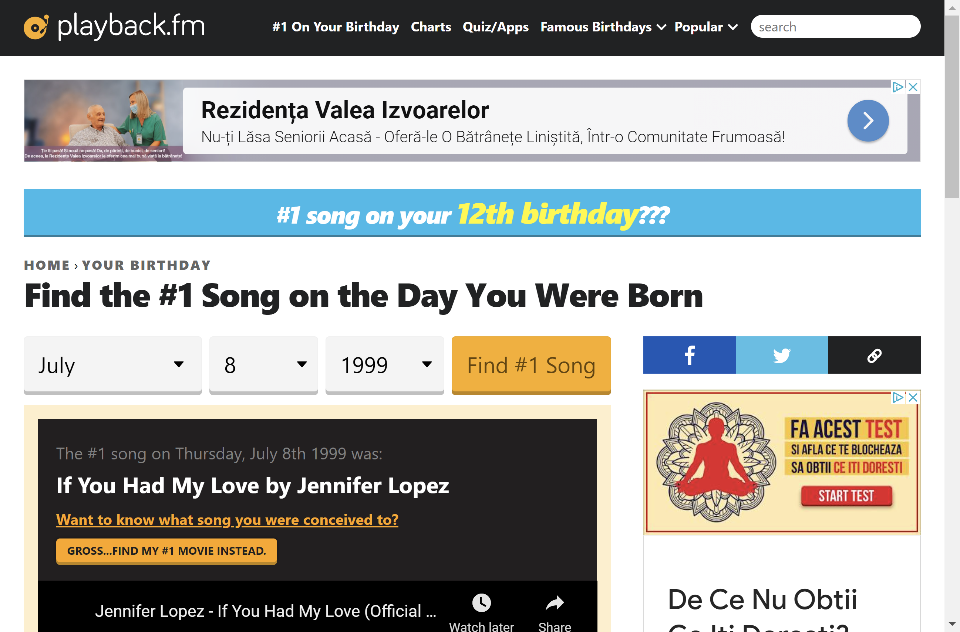 playback.fm
#1 On Your Birthday Charts Quiz/Apps Famous Birthdays Popular search
Rezidența Valea Izvoarelor
Nu-ți Lăsa Seniorii Acasă - Oferă-le O Bătrânețe Liniștită, Într-o Comunitate Frumoasă!
#1 song on your 12th birthday???
HOME › YOUR BIRTHDAY
Find the #1 Song on the Day You Were Born
July 8 1999 Find #1 Song
The #1 song on Thursday, July 8th 1999 was:
If You Had My Love by Jennifer Lopez
Want to know what song you were conceived to?
GROSS...FIND MY #1 MOVIE INSTEAD.
Jennifer Lopez - If You Had My Love (Official ...
Watch later Share
FA ACEST TEST
SI AFLA CE TE BLOCHEAZA
SA OBTII CE ITI DORESTI
START TEST
De Ce Nu Obtii
Ce Iti Doresti?